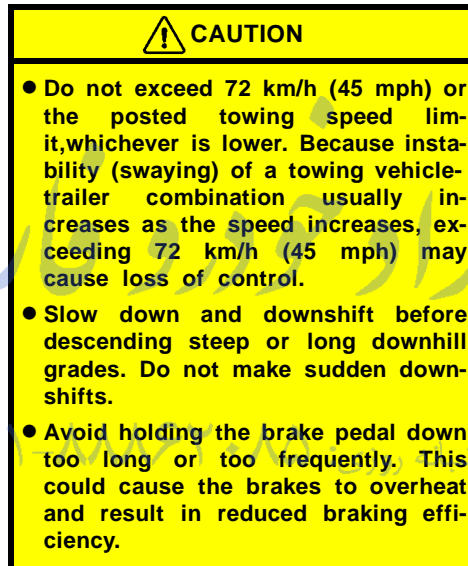 CAUTION
● Do not exceed 72 km/h (45 mph) or
the posted towing speed lim-
it,whichever is lower. Because insta-
bility (swaying) of a towing vehicle-
trailer combination usually in-
creases as the speed increases, ex-
ceeding 72 km/h (45 mph) may
cause loss of control.
● Slow down and downshift before
descending steep or long downhill
grades. Do not make sudden down-
shifts.
● Avoid holding the brake pedal down
too long or too frequently. This
could cause the brakes to overheat
and result in reduced braking effi-
ciency.